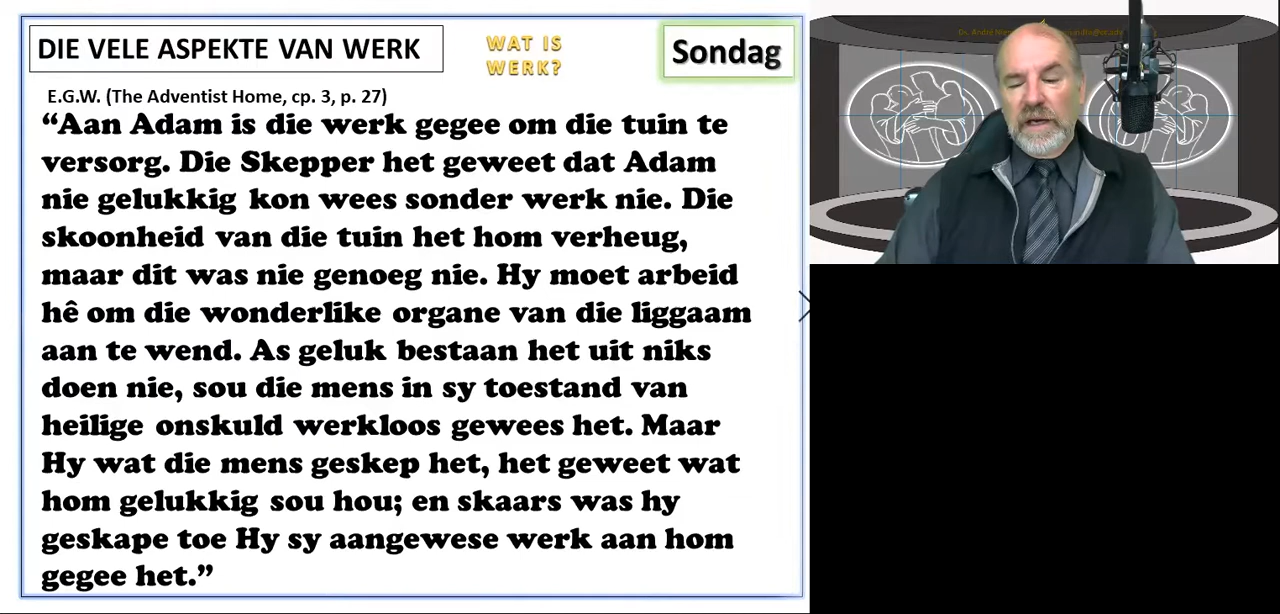 DIE VELE ASPEKTE VAN WERK
WAT IS
WERK?
Sondag
E.G.W. (The Adventist Home, cp. 3, p. 27)
“Aan Adam is die werk gegee om die tuin te
versorg. Die Skepper het geweet dat Adam
nie gelukkig kon wees sonder werk nie. Die
skoonheid van die tuin het hom verheug,
maar dit was nie genoeg nie. Hy moet arbeid
hê om die wonderlike organe van die liggaam
aan te wend. As geluk bestaan het uit niks
doen nie, sou die mens in sy toestand van
heilige onskuld werkloos gewees het. Maar
Hy wat die mens geskep het, het geweet wat
hom gelukkig sou hou; en skaars was hy
geskape toe Hy sy aangewese werk aan hom
gegee het.”
Dr. André